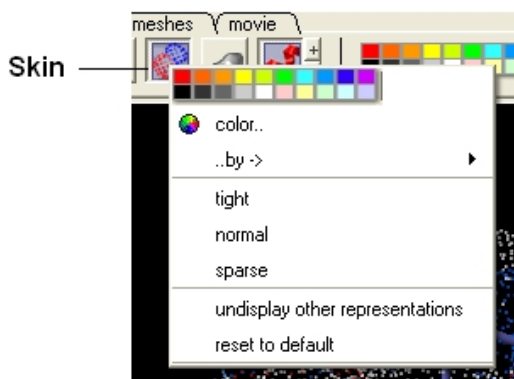 meshes movie
+
Skin
color..
..by ->
tight
normal
sparse
undisplay other representations
reset to default